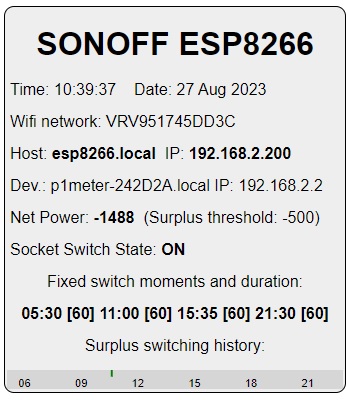 SONOFF ESP8266
Time: 10:39:37 Date: 27 Aug 2023
Wifi network: VRV951745DD3C
Host: esp8266.local IP: 192.168.2.200
Dev.: p1meter-242D2A.local IP: 192.168.2.2
Net Power: -1488 (Surplus threshold: -500)
Socket Switch State: ON
Fixed switch moments and duration:
05:30 [60] 11:00 [60] 15:35 [60] 21:30 [60]
Surplus switching history:
06 09 12 15 18 21